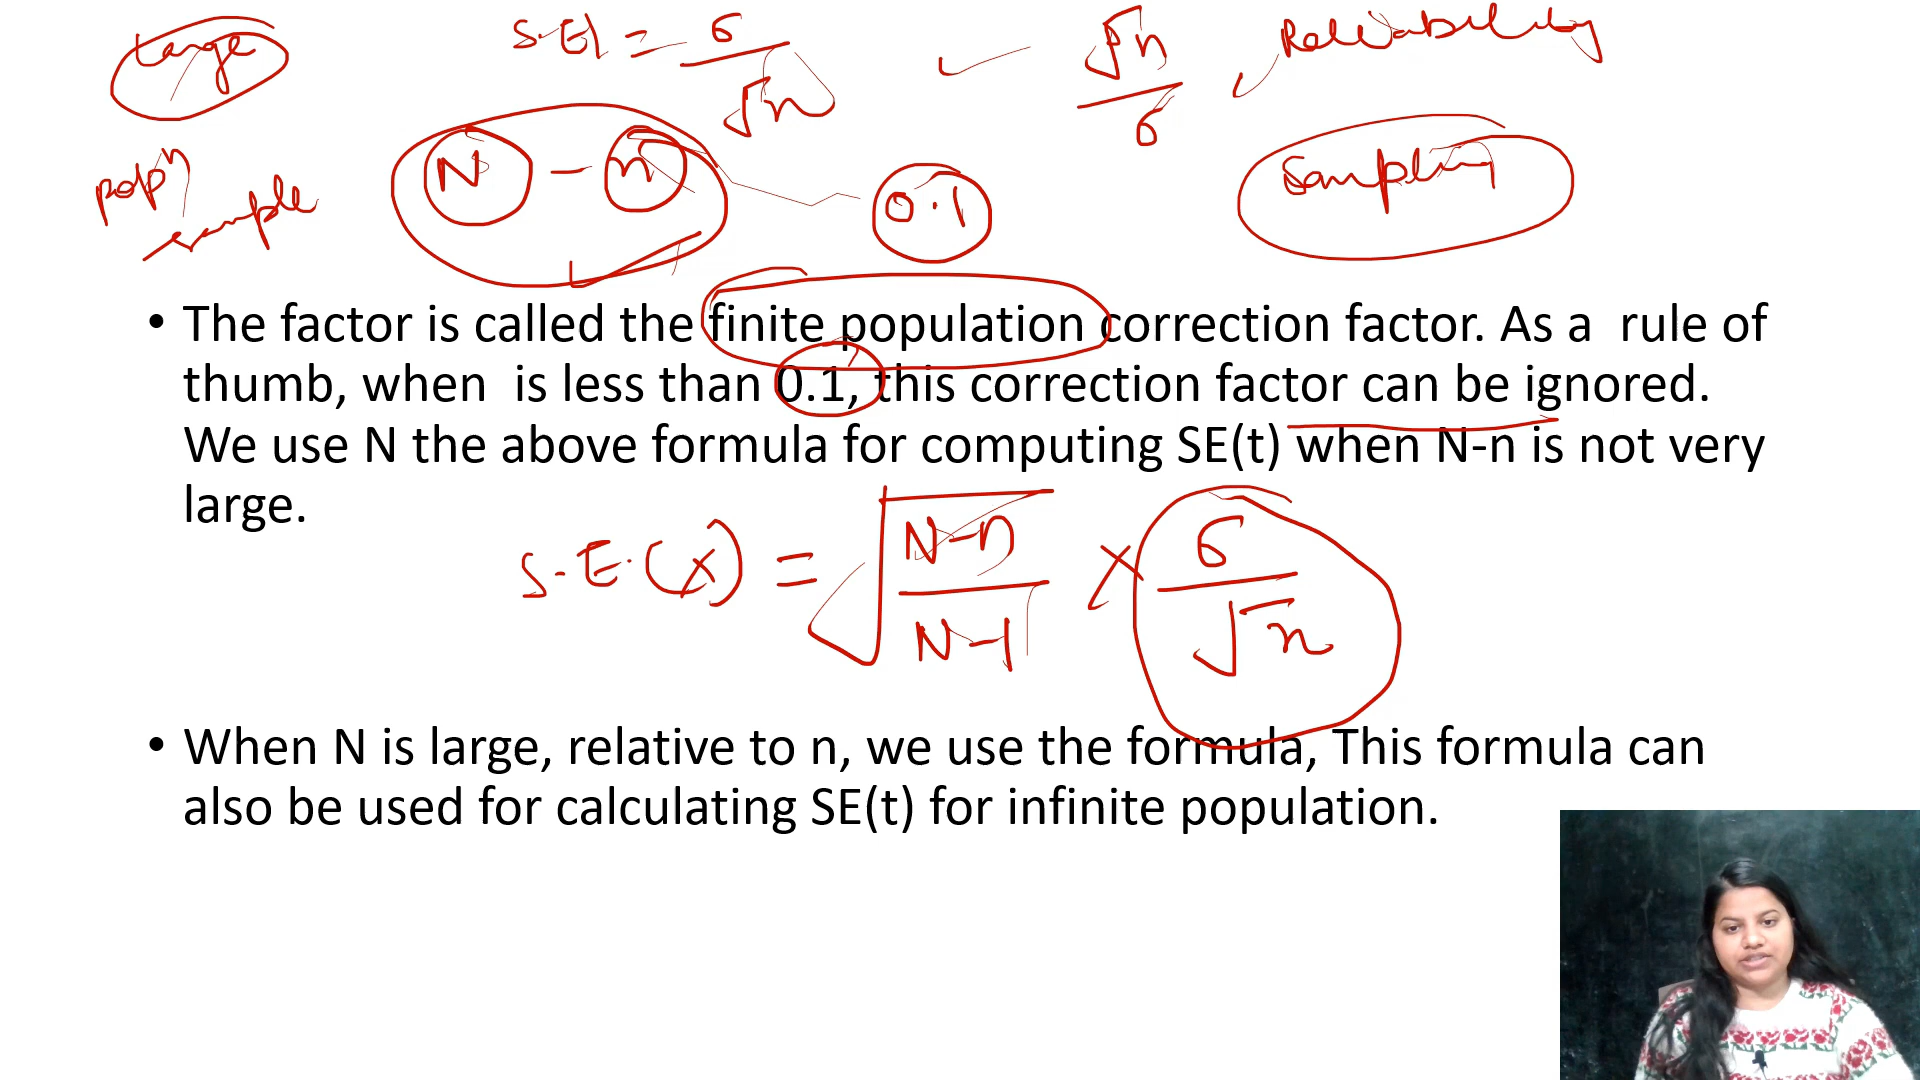 Large
S.E = σ/√n
√n/σ
Reliability
N - n
0.1
Sampling
popⁿ
sample
• The factor is called the finite population correction factor. As a rule of
thumb, when is less than 0.1, this correction factor can be ignored.
We use N the above formula for computing SE(t) when N-n is not very
large.
S.E.(x) = √(N-n/N-1) × σ/√n
• When N is large, relative to n, we use the formula, This formula can
also be used for calculating SE(t) for infinite population.